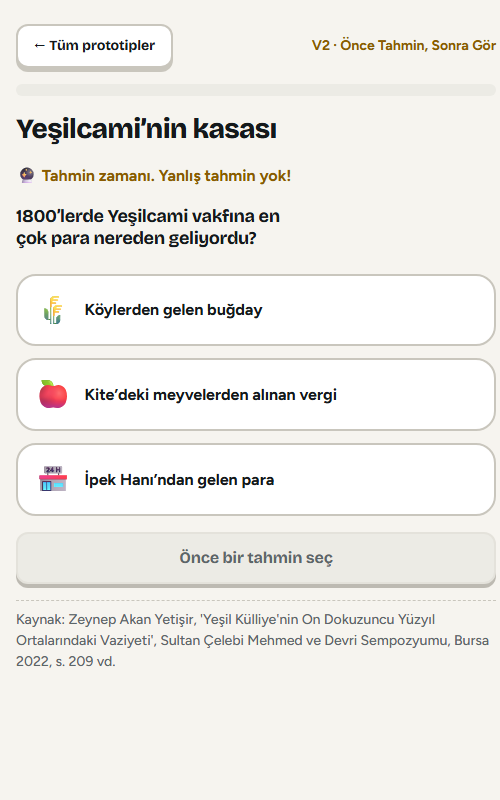 ← Tüm prototipler
V2 · Önce Tahmin, Sonra Gör
Yeşilcami’nin kasası
Tahmin zamanı. Yanlış tahmin yok!
1800’lerde Yeşilcami vakfına en
çok para nereden geliyordu?
Köylerden gelen buğday
Kite’deki meyvelerden alınan vergi
24 H
İpek Hanı’ndan gelen para
Önce bir tahmin seç
Kaynak: Zeynep Akan Yetişir, 'Yeşil Külliye'nin On Dokuzuncu Yüzyıl
Ortalarındaki Vaziyeti', Sultan Çelebi Mehmed ve Devri Sempozyumu, Bursa
2022, s. 209 vd.